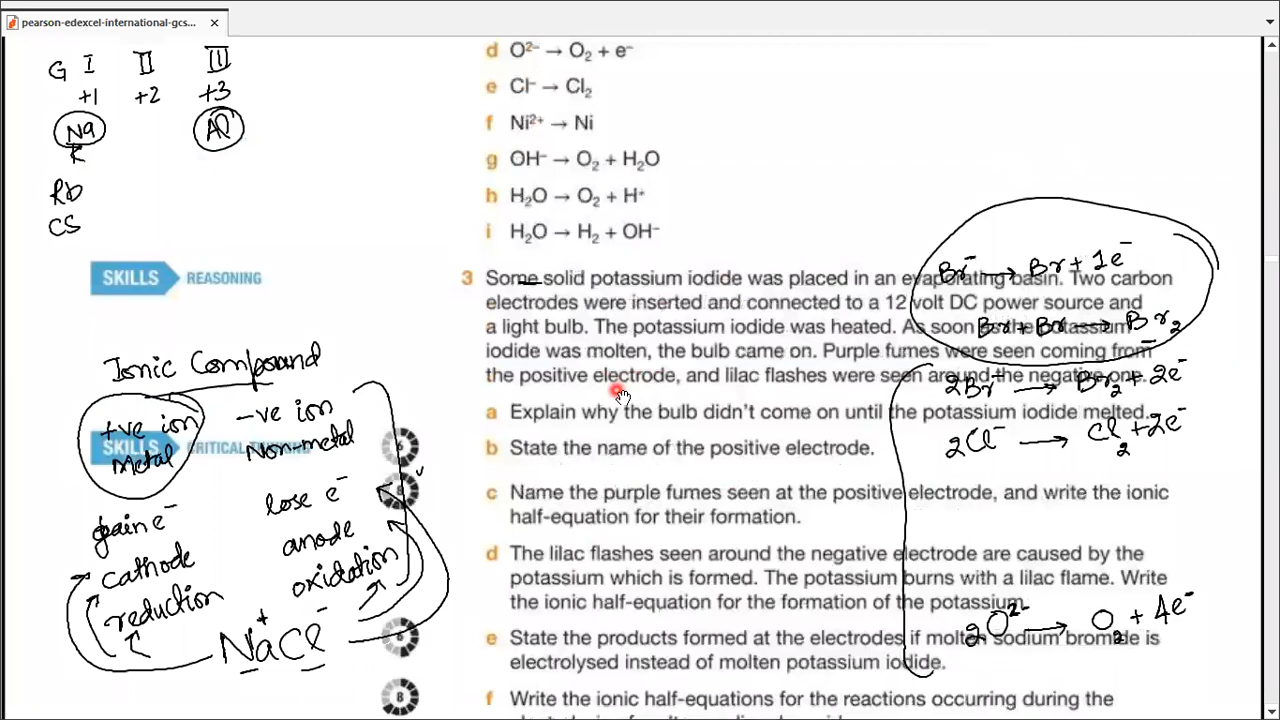 pearson-edexcel-international-gcs...
G I II III
+1 +2 +3
Na Al
K
Rb
CS
d O²⁻ → O₂ + e⁻
e Cl⁻ → Cl₂
f Ni²⁺ → Ni
g OH⁻ → O₂ + H₂O
h H₂O → O₂ + H⁺
i H₂O → H₂ + OH⁻
SKILLS REASONING
3 Some solid potassium iodide was placed in an evaporating basin. Two carbon
electrodes were inserted and connected to a 12 volt DC power source and
a light bulb. The potassium iodide was heated. As soon as the potassium
iodide was molten, the bulb came on. Purple fumes were seen coming from
the positive electrode, and lilac flashes were seen around the negative one.
a Explain why the bulb didn't come on until the potassium iodide melted.
b State the name of the positive electrode.
c Name the purple fumes seen at the positive electrode, and write the ionic
half-equation for their formation.
d The lilac flashes seen around the negative electrode are caused by the
potassium which is formed. The potassium burns with a lilac flame. Write
the ionic half-equation for the formation of the potassium.
e State the products formed at the electrodes if molten sodium bromide is
electrolysed instead of molten potassium iodide.
f Write the ionic half-equations for the reactions occurring during the
Br⁻ → Br + 1e⁻
Br + Br → Br₂
2Br⁻ → Br₂ + 2e⁻
2Cl⁻ → Cl₂ + 2e⁻
2O²⁻ → O₂ + 4e⁻
Ionic Compound
+ve ion -ve ion
Metal Non-metal
SKILLS CRITICAL
gain e⁻ lose e⁻
cathode anode
reduction oxidation
Na⁺Cl⁻
6
8
6
8